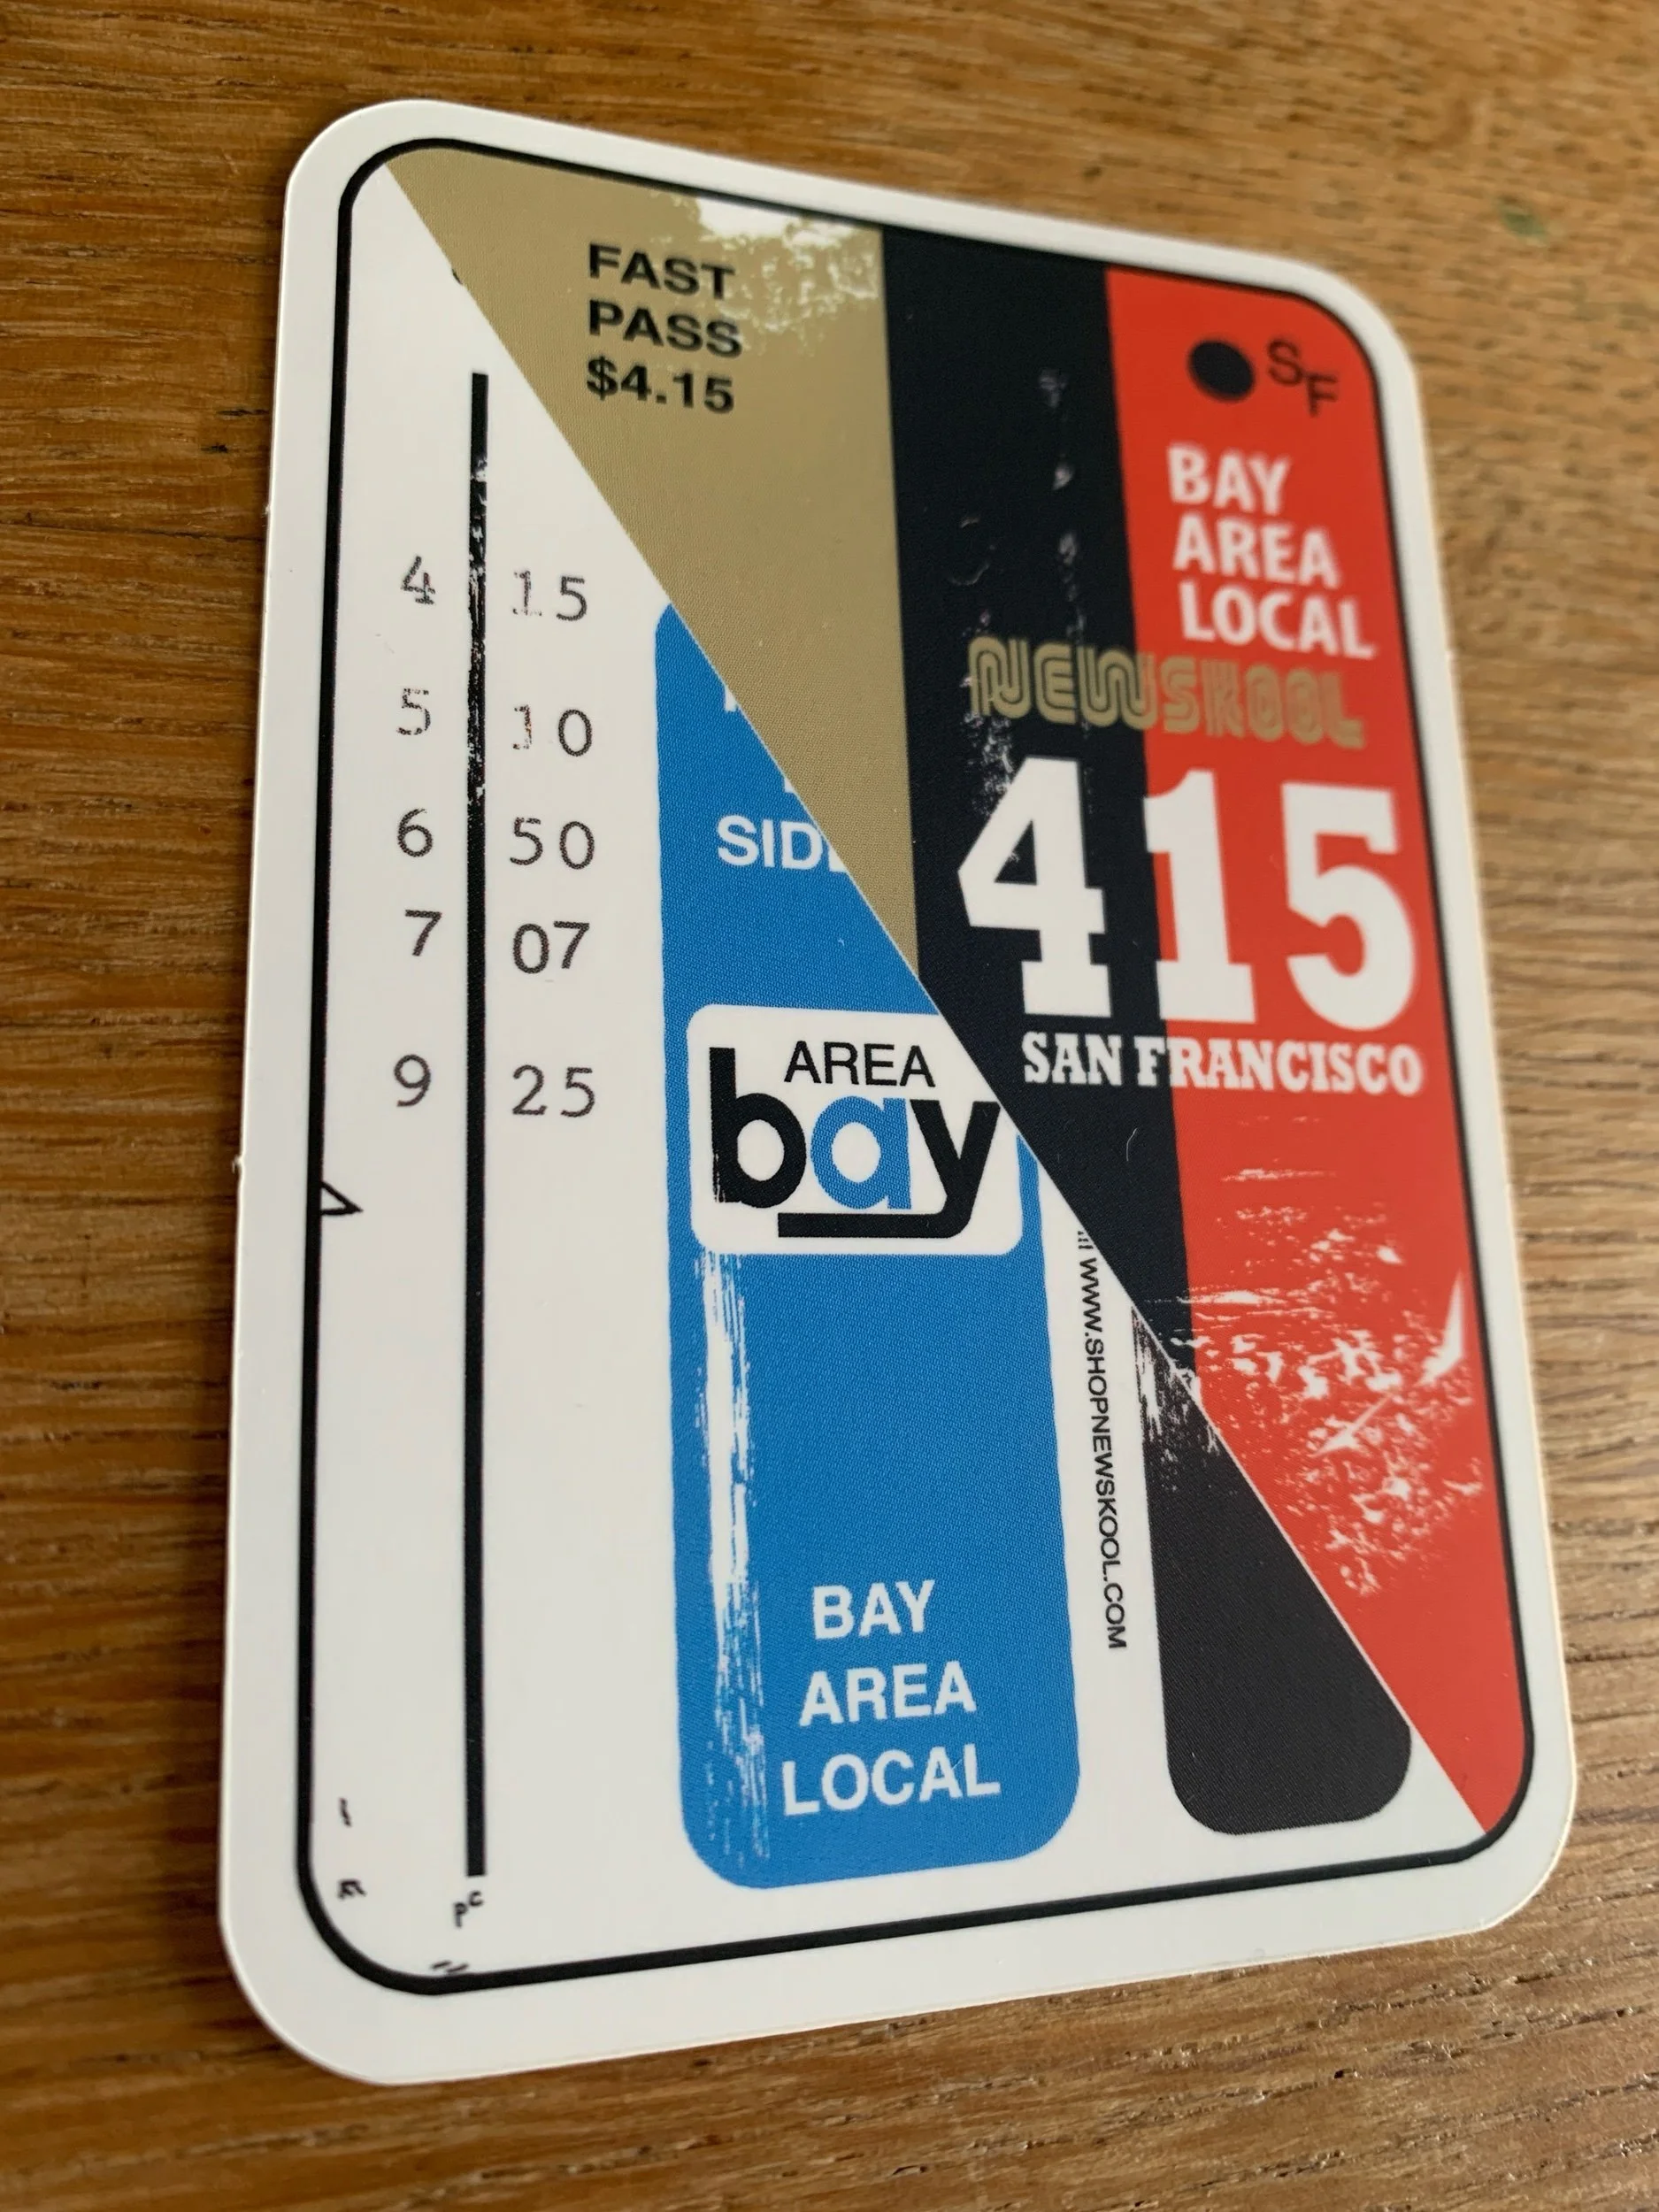 FAST
PASS
$4.15
SF
BAY
AREA
LOCAL
NEWSKOOL
415
SAN FRANCISCO
4 15
5 10
6 50
7 07
9 25
AREA
bay
WWW.SHOPNEWSKOOL.COM
BAY
AREA
LOCAL